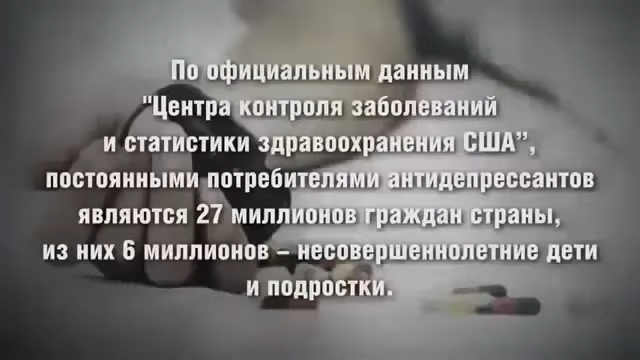 По официальным данным
"Центра контроля заболеваний
и статистики здравоохранения США”,
постоянными потребителями антидепрессантов
являются 27 миллионов граждан страны,
из них 6 миллионов – несовершеннолетние дети
и подростки.